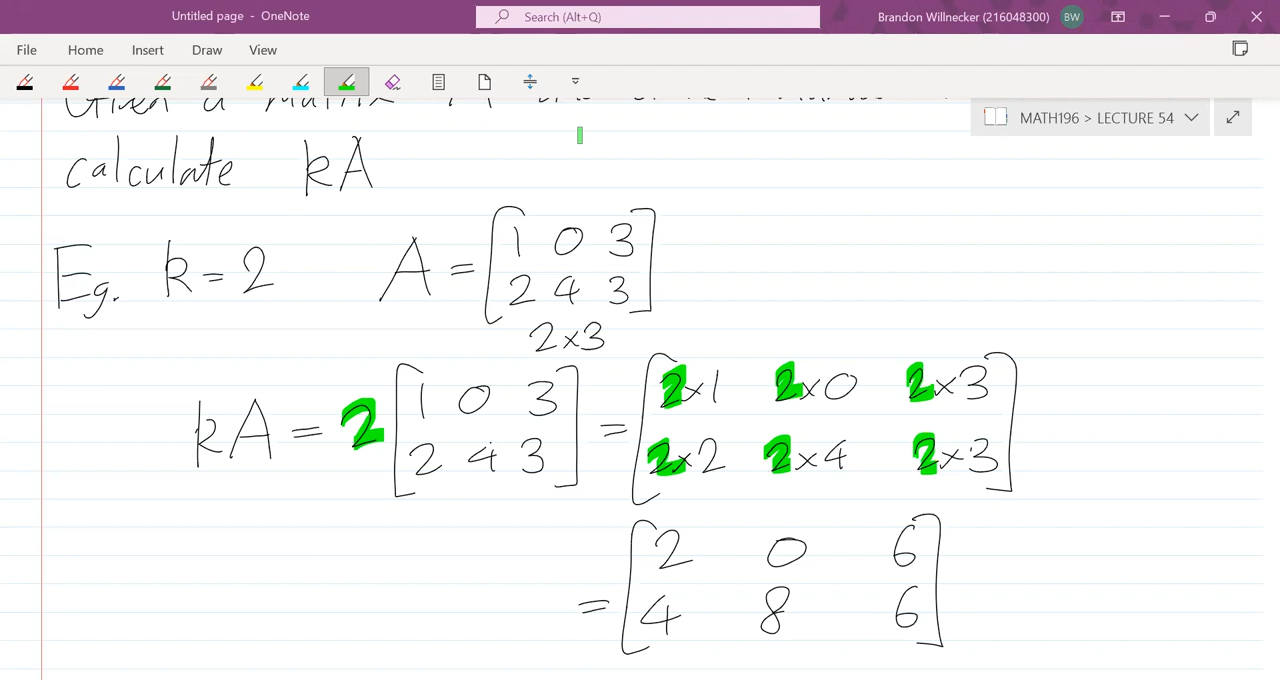 Untitled page - OneNote
Search (Alt+Q)
Brandon Willnecker (216048300) BW
File Home Insert Draw View
MATH196 > LECTURE 54
Given a matrix
calculate kA
Eg. k = 2 A = [1 0 3
2 4 3]
2×3
kA = 2 [1 0 3
2 4 3] = [2×1 2×0 2×3
2×2 2×4 2×3]
= [2 0 6
4 8 6]